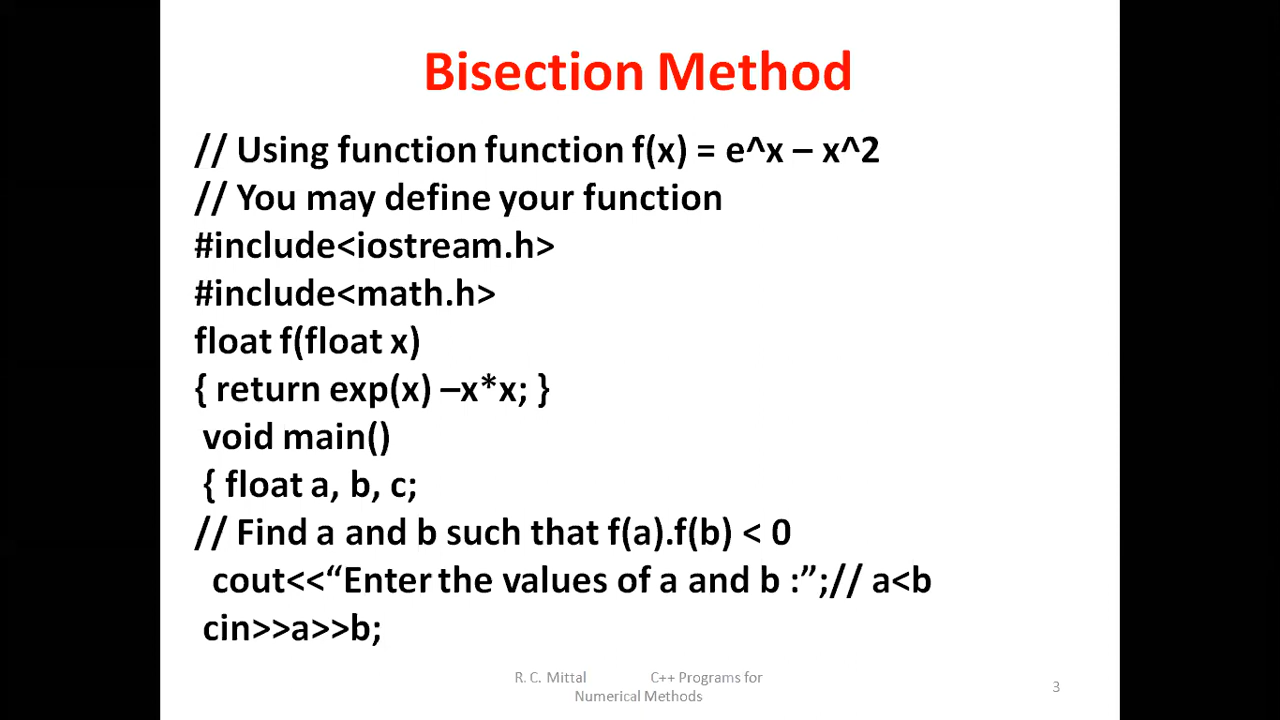 Bisection Method
// Using function function f(x) = e^x – x^2
// You may define your function
#include<iostream.h>
#include<math.h>
float f(float x)
{ return exp(x) –x*x; }
void main()
{ float a, b, c;
// Find a and b such that f(a).f(b) < 0
cout<<“Enter the values of a and b :”;// a<b
cin>>a>>b;
R. C. Mittal C++ Programs for
Numerical Methods
3